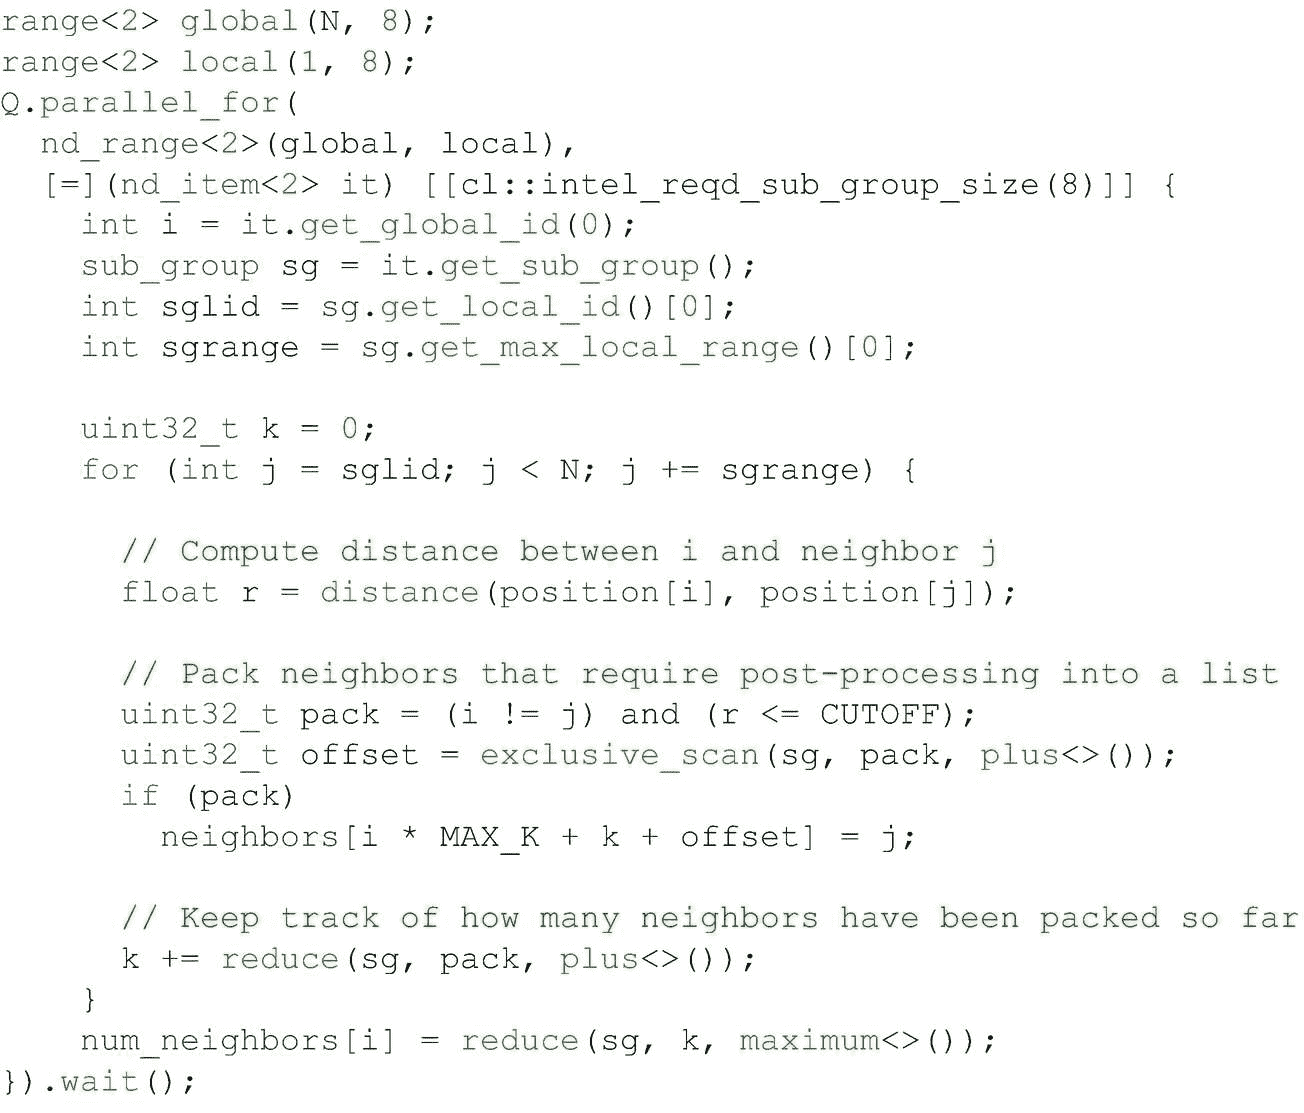 range<2> global(N, 8);
range<2> local(1, 8);
Q.parallel_for(
  nd_range<2>(global, local),
  [=](nd_item<2> it) [[cl::intel_reqd_sub_group_size(8)]] {
    int i = it.get_global_id(0);
    sub_group sg = it.get_sub_group();
    int sglid = sg.get_local_id()[0];
    int sgrange = sg.get_max_local_range()[0];

    uint32_t k = 0;
    for (int j = sglid; j < N; j += sgrange) {

      // Compute distance between i and neighbor j
      float r = distance(position[i], position[j]);

      // Pack neighbors that require post-processing into a list
      uint32_t pack = (i != j) and (r <= CUTOFF);
      uint32_t offset = exclusive_scan(sg, pack, plus<>());
      if (pack)
        neighbors[i * MAX_K + k + offset] = j;

      // Keep track of how many neighbors have been packed so far
      k += reduce(sg, pack, plus<>());
    }
    num_neighbors[i] = reduce(sg, k, maximum<>());
}).wait();